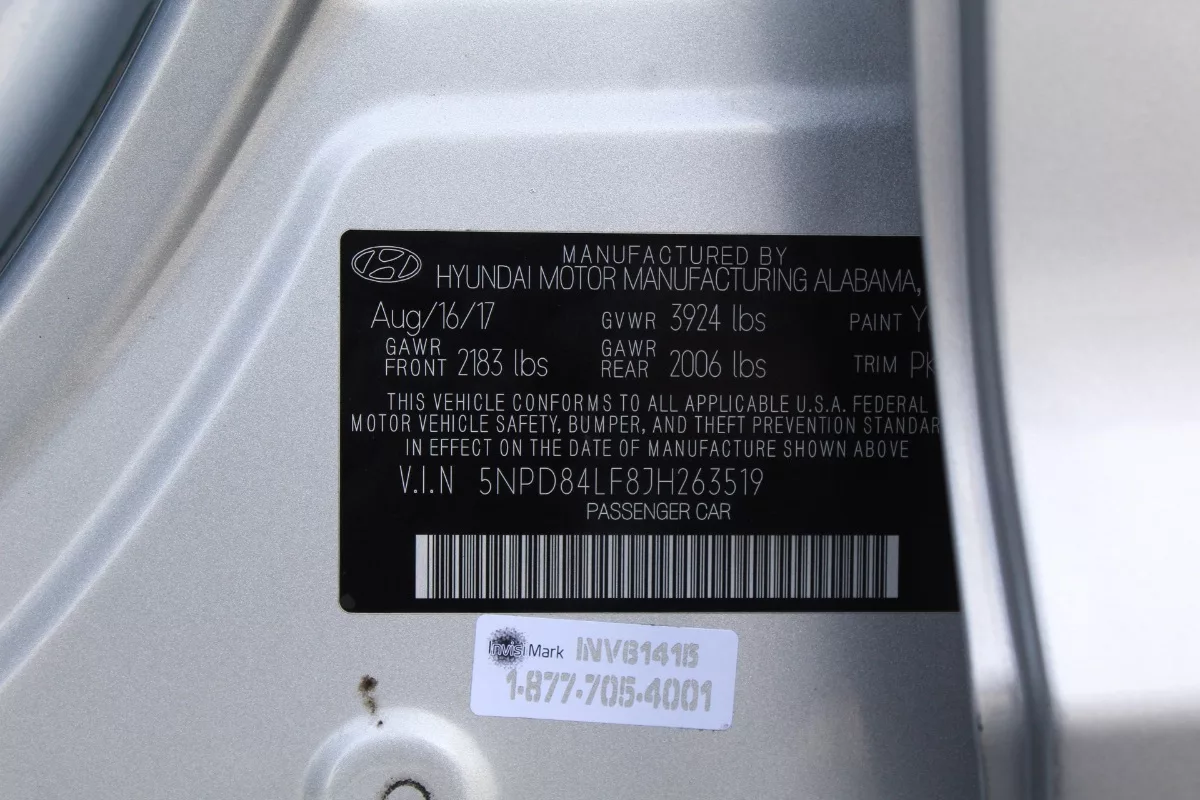 MANUFACTURED BY
HYUNDAI MOTOR MANUFACTURING ALABAMA,
Aug/16/17 GVWR 3924 lbs PAINT
GAWR FRONT 2183 lbs GAWR REAR 2006 lbs TRIM
THIS VEHICLE CONFORMS TO ALL APPLICABLE U.S.A. FEDERAL
MOTOR VEHICLE SAFETY, BUMPER, AND THEFT PREVENTION STANDAR
IN EFFECT ON THE DATE OF MANUFACTURE SHOWN ABOVE
V.I.N 5NPD84LF8JH263519
PASSENGER CAR
Invisi Mark
1-877-705-4001